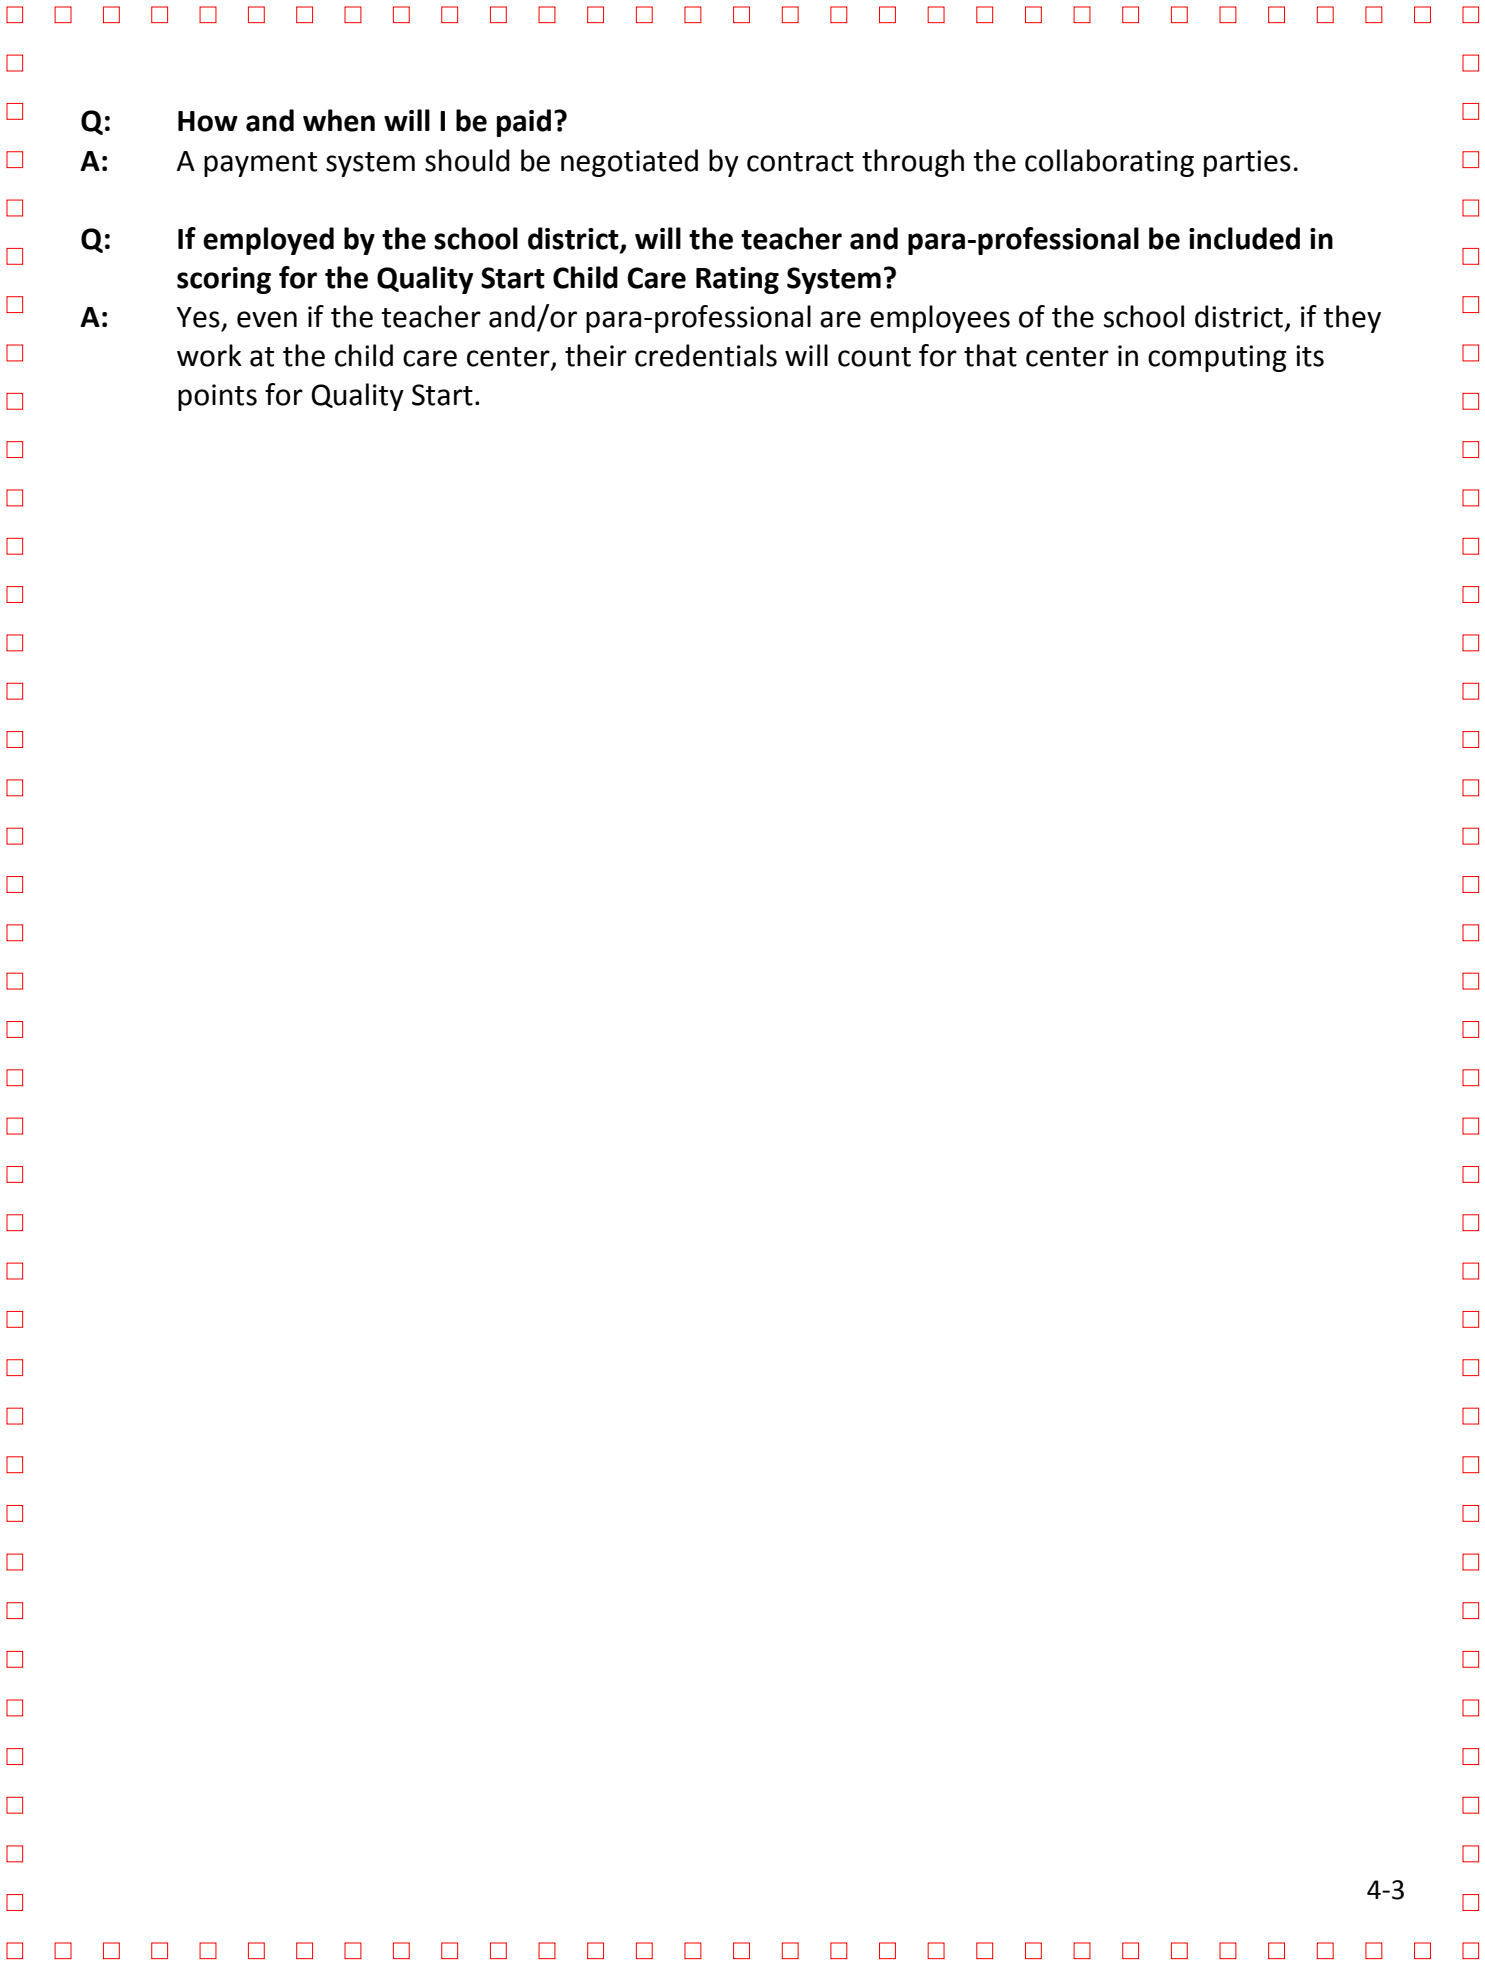 Q: How and when will I be paid?
A: A payment system should be negotiated by contract through the collaborating parties.
Q: If employed by the school district, will the teacher and para-professional be included in
scoring for the Quality Start Child Care Rating System?
A: Yes, even if the teacher and/or para-professional are employees of the school district, if they
work at the child care center, their credentials will count for that center in computing its
points for Quality Start.
4-3